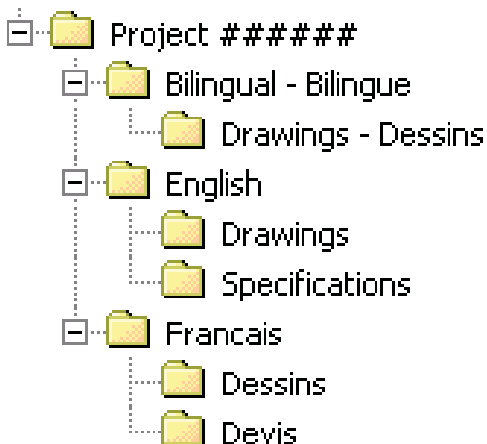 Project ######
Bilingual - Bilingue
Drawings - Dessins
English
Drawings
Specifications
Francais
Dessins
Devis